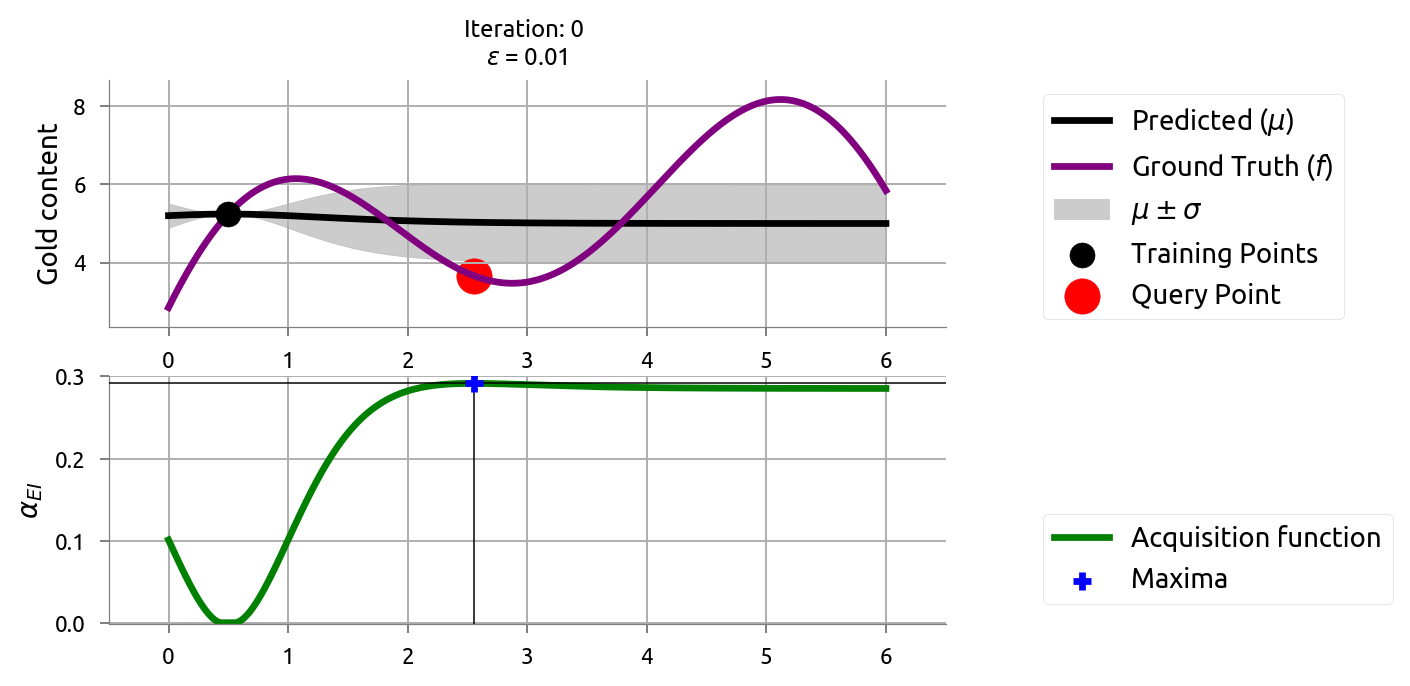 Iteration: 0
ε = 0.01
Gold content
8
6
4
0 1 2 3 4 5 6
Predicted (μ)
Ground Truth (f)
μ ± σ
Training Points
Query Point
α_EI
0.3
0.2
0.1
0.0
0 1 2 3 4 5 6
Acquisition function
Maxima